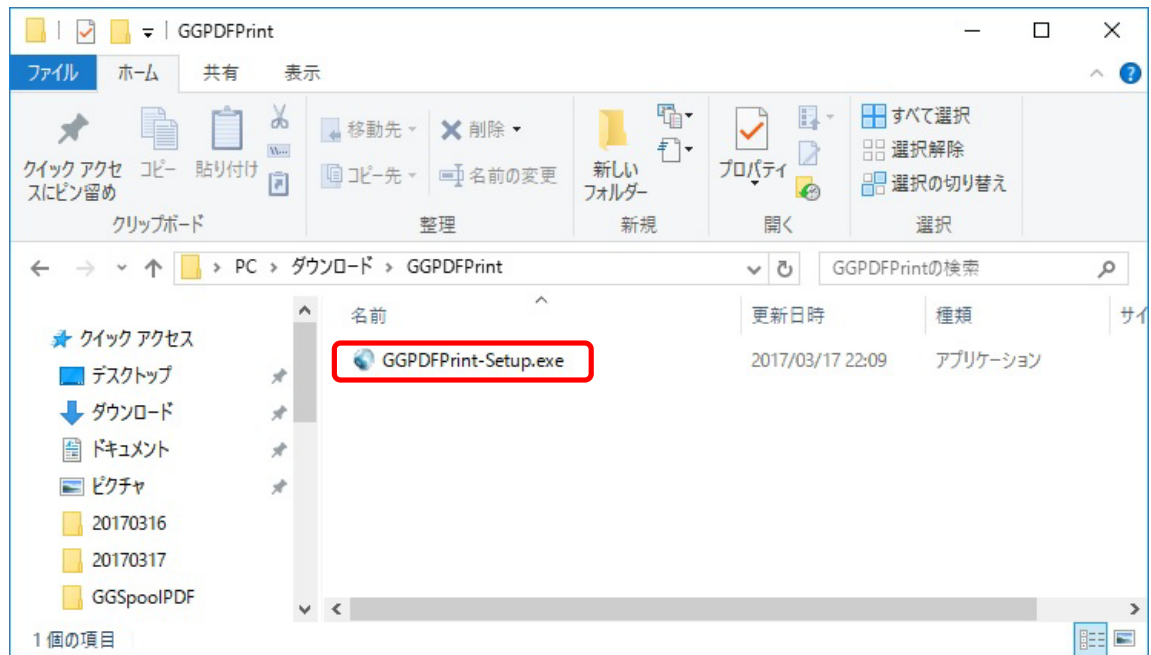 GGPDFPrint
ファイル ホーム 共有 表示
クイック アクセスにピン留め
コピー
貼り付け
移動先
削除
コピー先
名前の変更
新しい
フォルダー
プロパティ
すべて選択
選択解除
選択の切り替え
クリップボード 整理 新規 開く 選択
PC › ダウンロード › GGPDFPrint
GGPDFPrintの検索
名前 更新日時 種類 サイ
GGPDFPrint-Setup.exe 2017/03/17 22:09 アプリケーション
クイック アクセス
デスクトップ
ダウンロード
ドキュメント
ピクチャ
20170316
20170317
GGSpoolPDF
1 個の項目